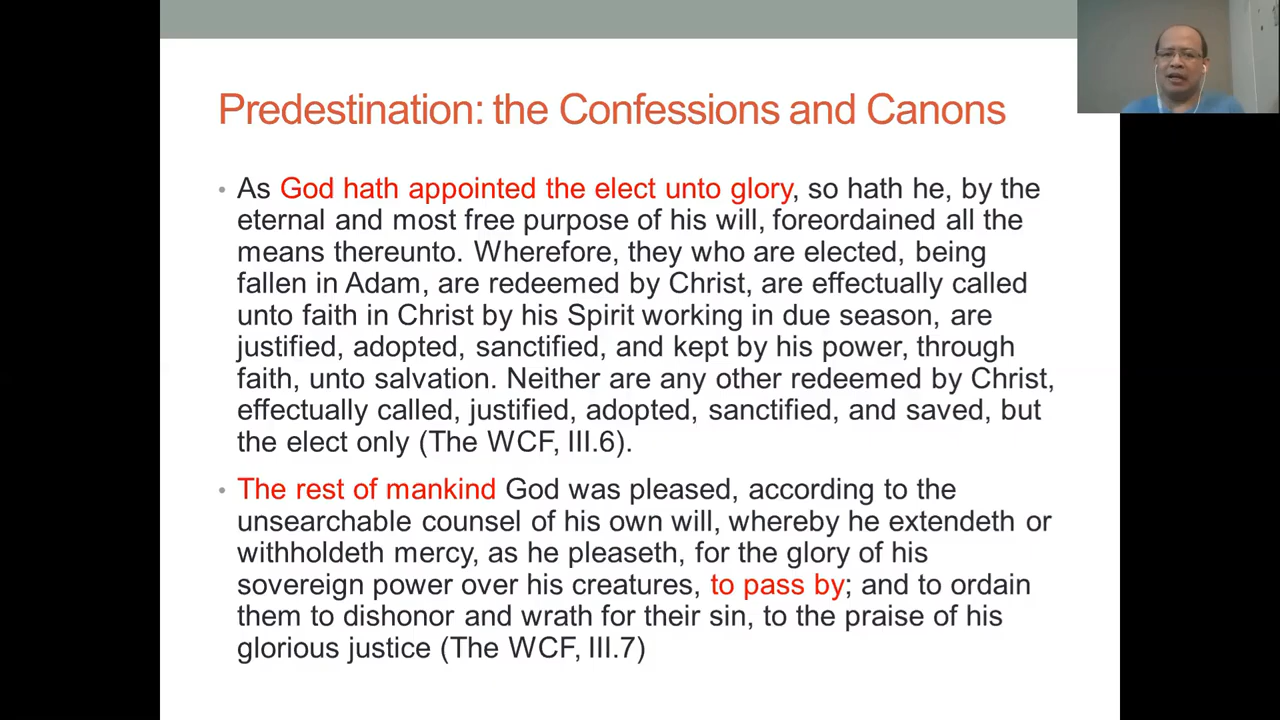 Predestination: the Confessions and Canons
• As God hath appointed the elect unto glory, so hath he, by the
eternal and most free purpose of his will, foreordained all the
means thereunto. Wherefore, they who are elected, being
fallen in Adam, are redeemed by Christ, are effectually called
unto faith in Christ by his Spirit working in due season, are
justified, adopted, sanctified, and kept by his power, through
faith, unto salvation. Neither are any other redeemed by Christ,
effectually called, justified, adopted, sanctified, and saved, but
the elect only (The WCF, III.6).
• The rest of mankind God was pleased, according to the
unsearchable counsel of his own will, whereby he extendeth or
withholdeth mercy, as he pleaseth, for the glory of his
sovereign power over his creatures, to pass by; and to ordain
them to dishonor and wrath for their sin, to the praise of his
glorious justice (The WCF, III.7)